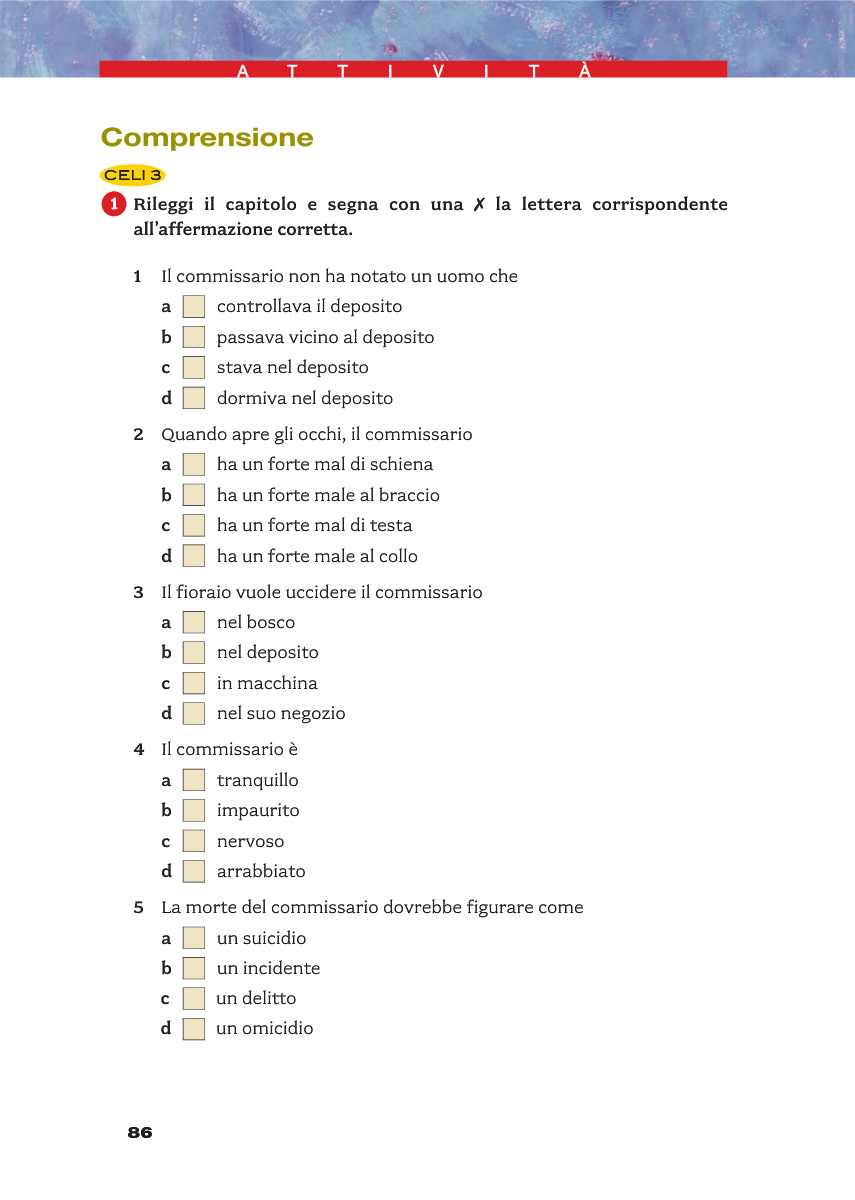 ATTIVITÀ
Comprensione
CELI 3
1 Rileggi il capitolo e segna con una ✗ la lettera corrispondente
all'affermazione corretta.
1 Il commissario non ha notato un uomo che
a controllava il deposito
b passava vicino al deposito
c stava nel deposito
d dormiva nel deposito
2 Quando apre gli occhi, il commissario
a ha un forte mal di schiena
b ha un forte male al braccio
c ha un forte mal di testa
d ha un forte male al collo
3 Il fioraio vuole uccidere il commissario
a nel bosco
b nel deposito
c in macchina
d nel suo negozio
4 Il commissario è
a tranquillo
b impaurito
c nervoso
d arrabbiato
5 La morte del commissario dovrebbe figurare come
a un suicidio
b un incidente
c un delitto
d un omicidio
86